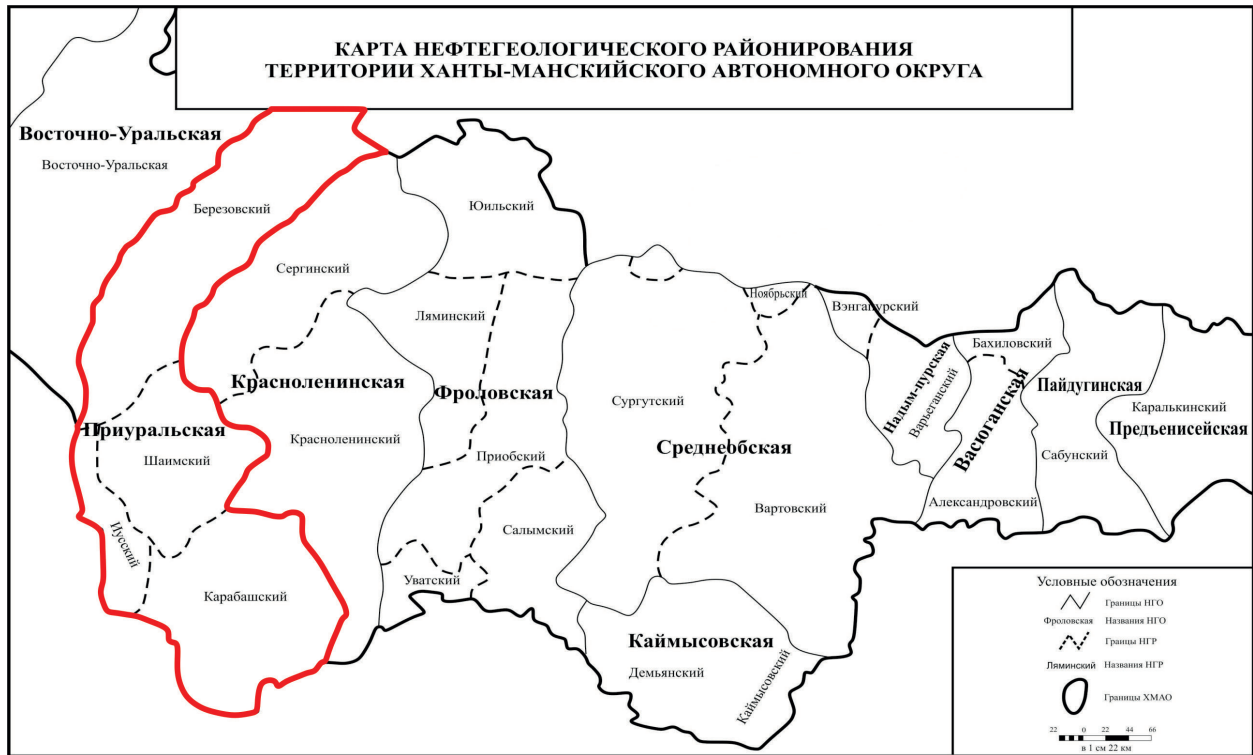 КАРТА НЕФТЕГЕОЛОГИЧЕСКОГО РАЙОНИРОВАНИЯ
ТЕРРИТОРИИ ХАНТЫ-МАНСКИЙСКОГО АВТОНОМНОГО ОКРУГА
Восточно-Уральская
Восточно-Уральская
Березовский
Юильский
Сергинский
Ляминский
Ноябрьский
Вэнгапурский
Бахиловский
Красноленинская
Фроловская
Сургутский
Надым-пурская
Варьеганский
Васюганская
Пайдугинская
Каралькинский
Предъенисейская
Приуральская
Шаимский
Красноленинский
Приобский
Среднеобская
Сабунский
Иусский
Салымский
Вартовский
Александровский
Карабашский
Уватский
Каймысовская
Демьянский
Каймысовский
Условные обозначения
Границы НГО
Фроловская Названия НГО
Гранцы НГР
Ляминский Названия НГР
Границы ХМАО
22 0 22 44 66
в 1 см 22 км